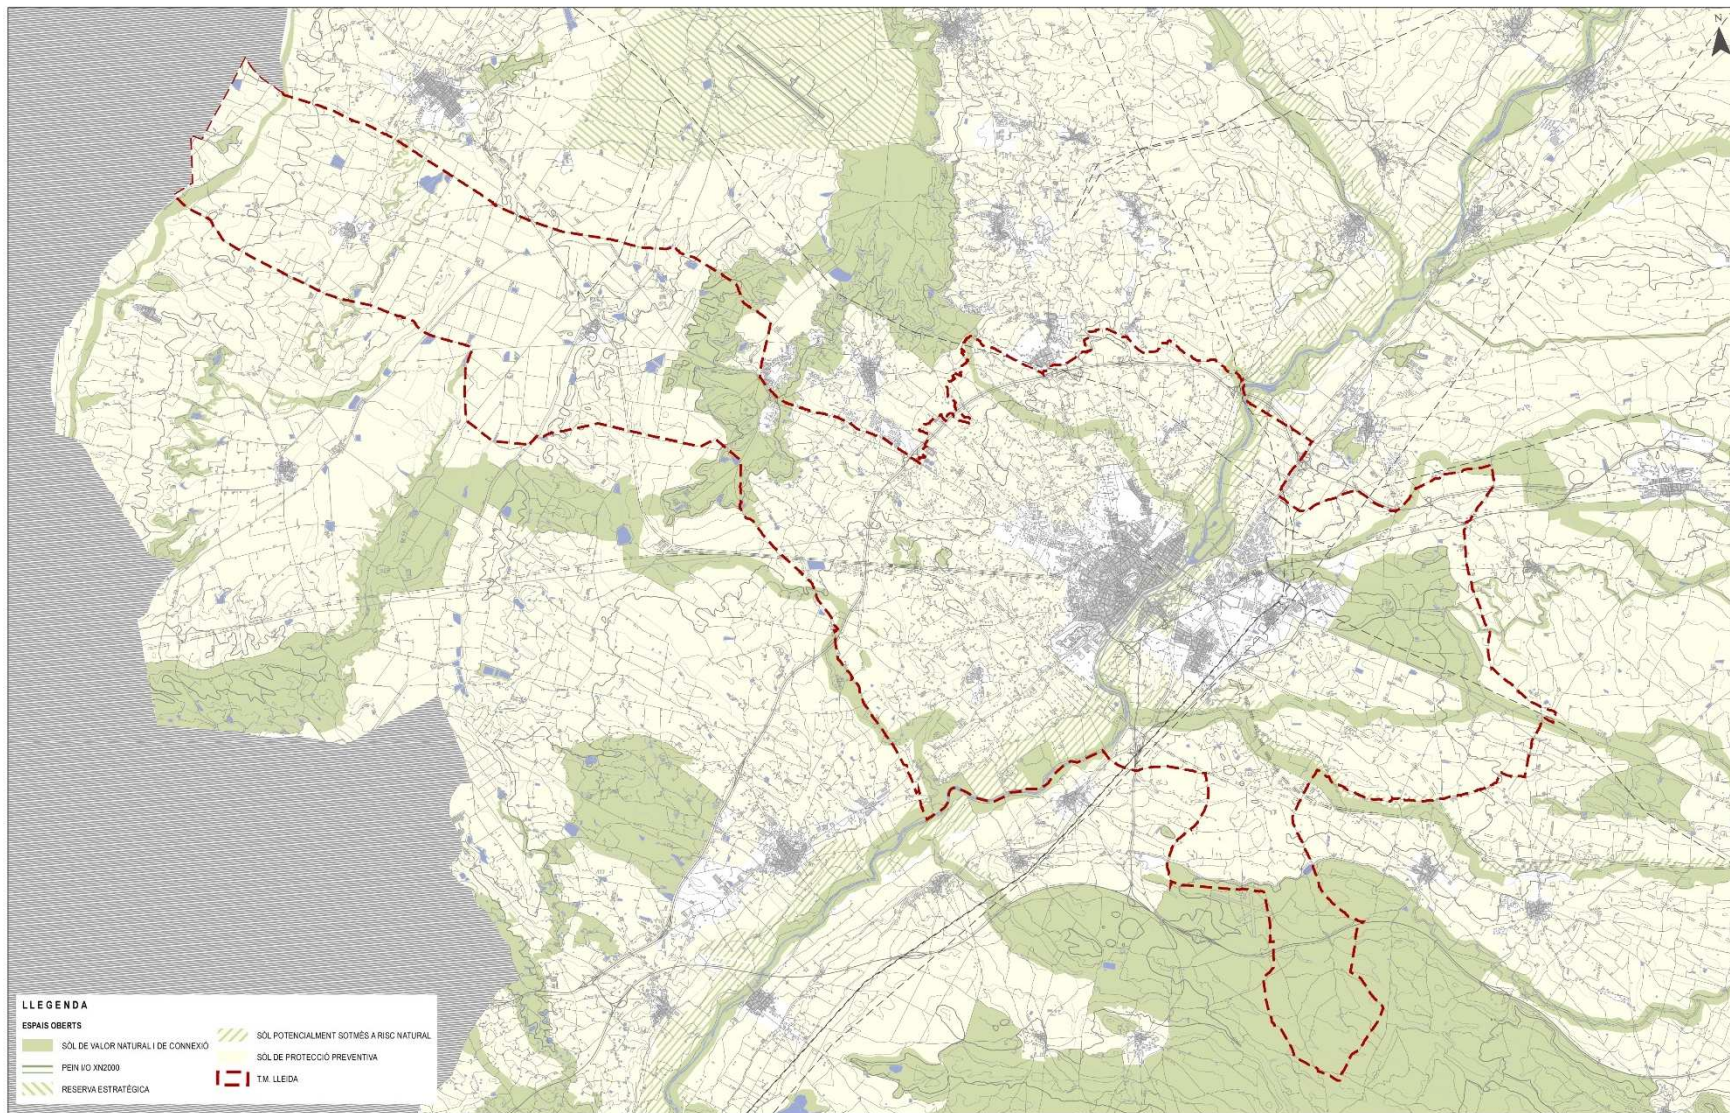 N
LLEGENDA
ESPAIS OBERTS
SÒL DE VALOR NATURAL I DE CONNEXIÓ
PEIN I/O XN2000
RESERVA ESTRATÈGICA
SÒL POTENCIALMENT SOTMÈS A RISC NATURAL
SÒL DE PROTECCIÓ PREVENTIVA
T.M. LLEIDA